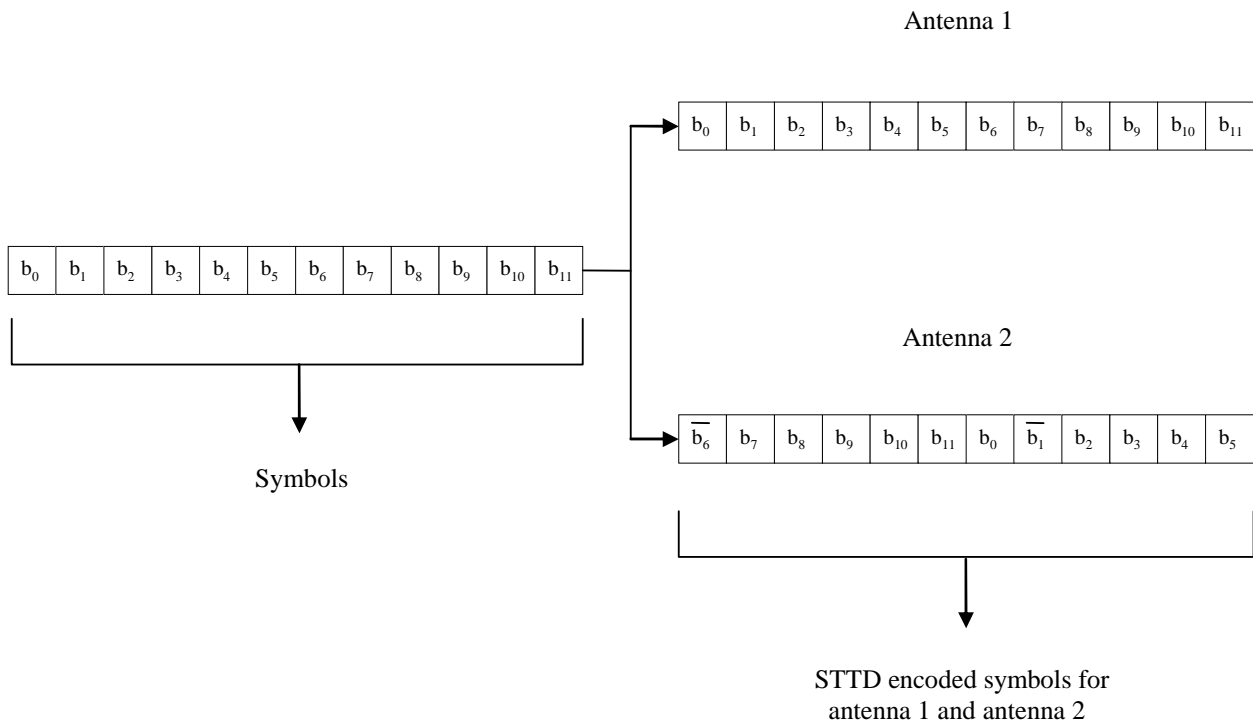 Antenna 1
b₀ b₁ b₂ b₃ b₄ b₅ b₆ b₇ b₈ b₉ b₁₀ b₁₁
b₀ b₁ b₂ b₃ b₄ b₅ b₆ b₇ b₈ b₉ b₁₀ b₁₁
Antenna 2
b̅₆ b₇ b₈ b₉ b₁₀ b₁₁ b₀ b̅₁ b₂ b₃ b₄ b₅
Symbols
STTD encoded symbols for
antenna 1 and antenna 2